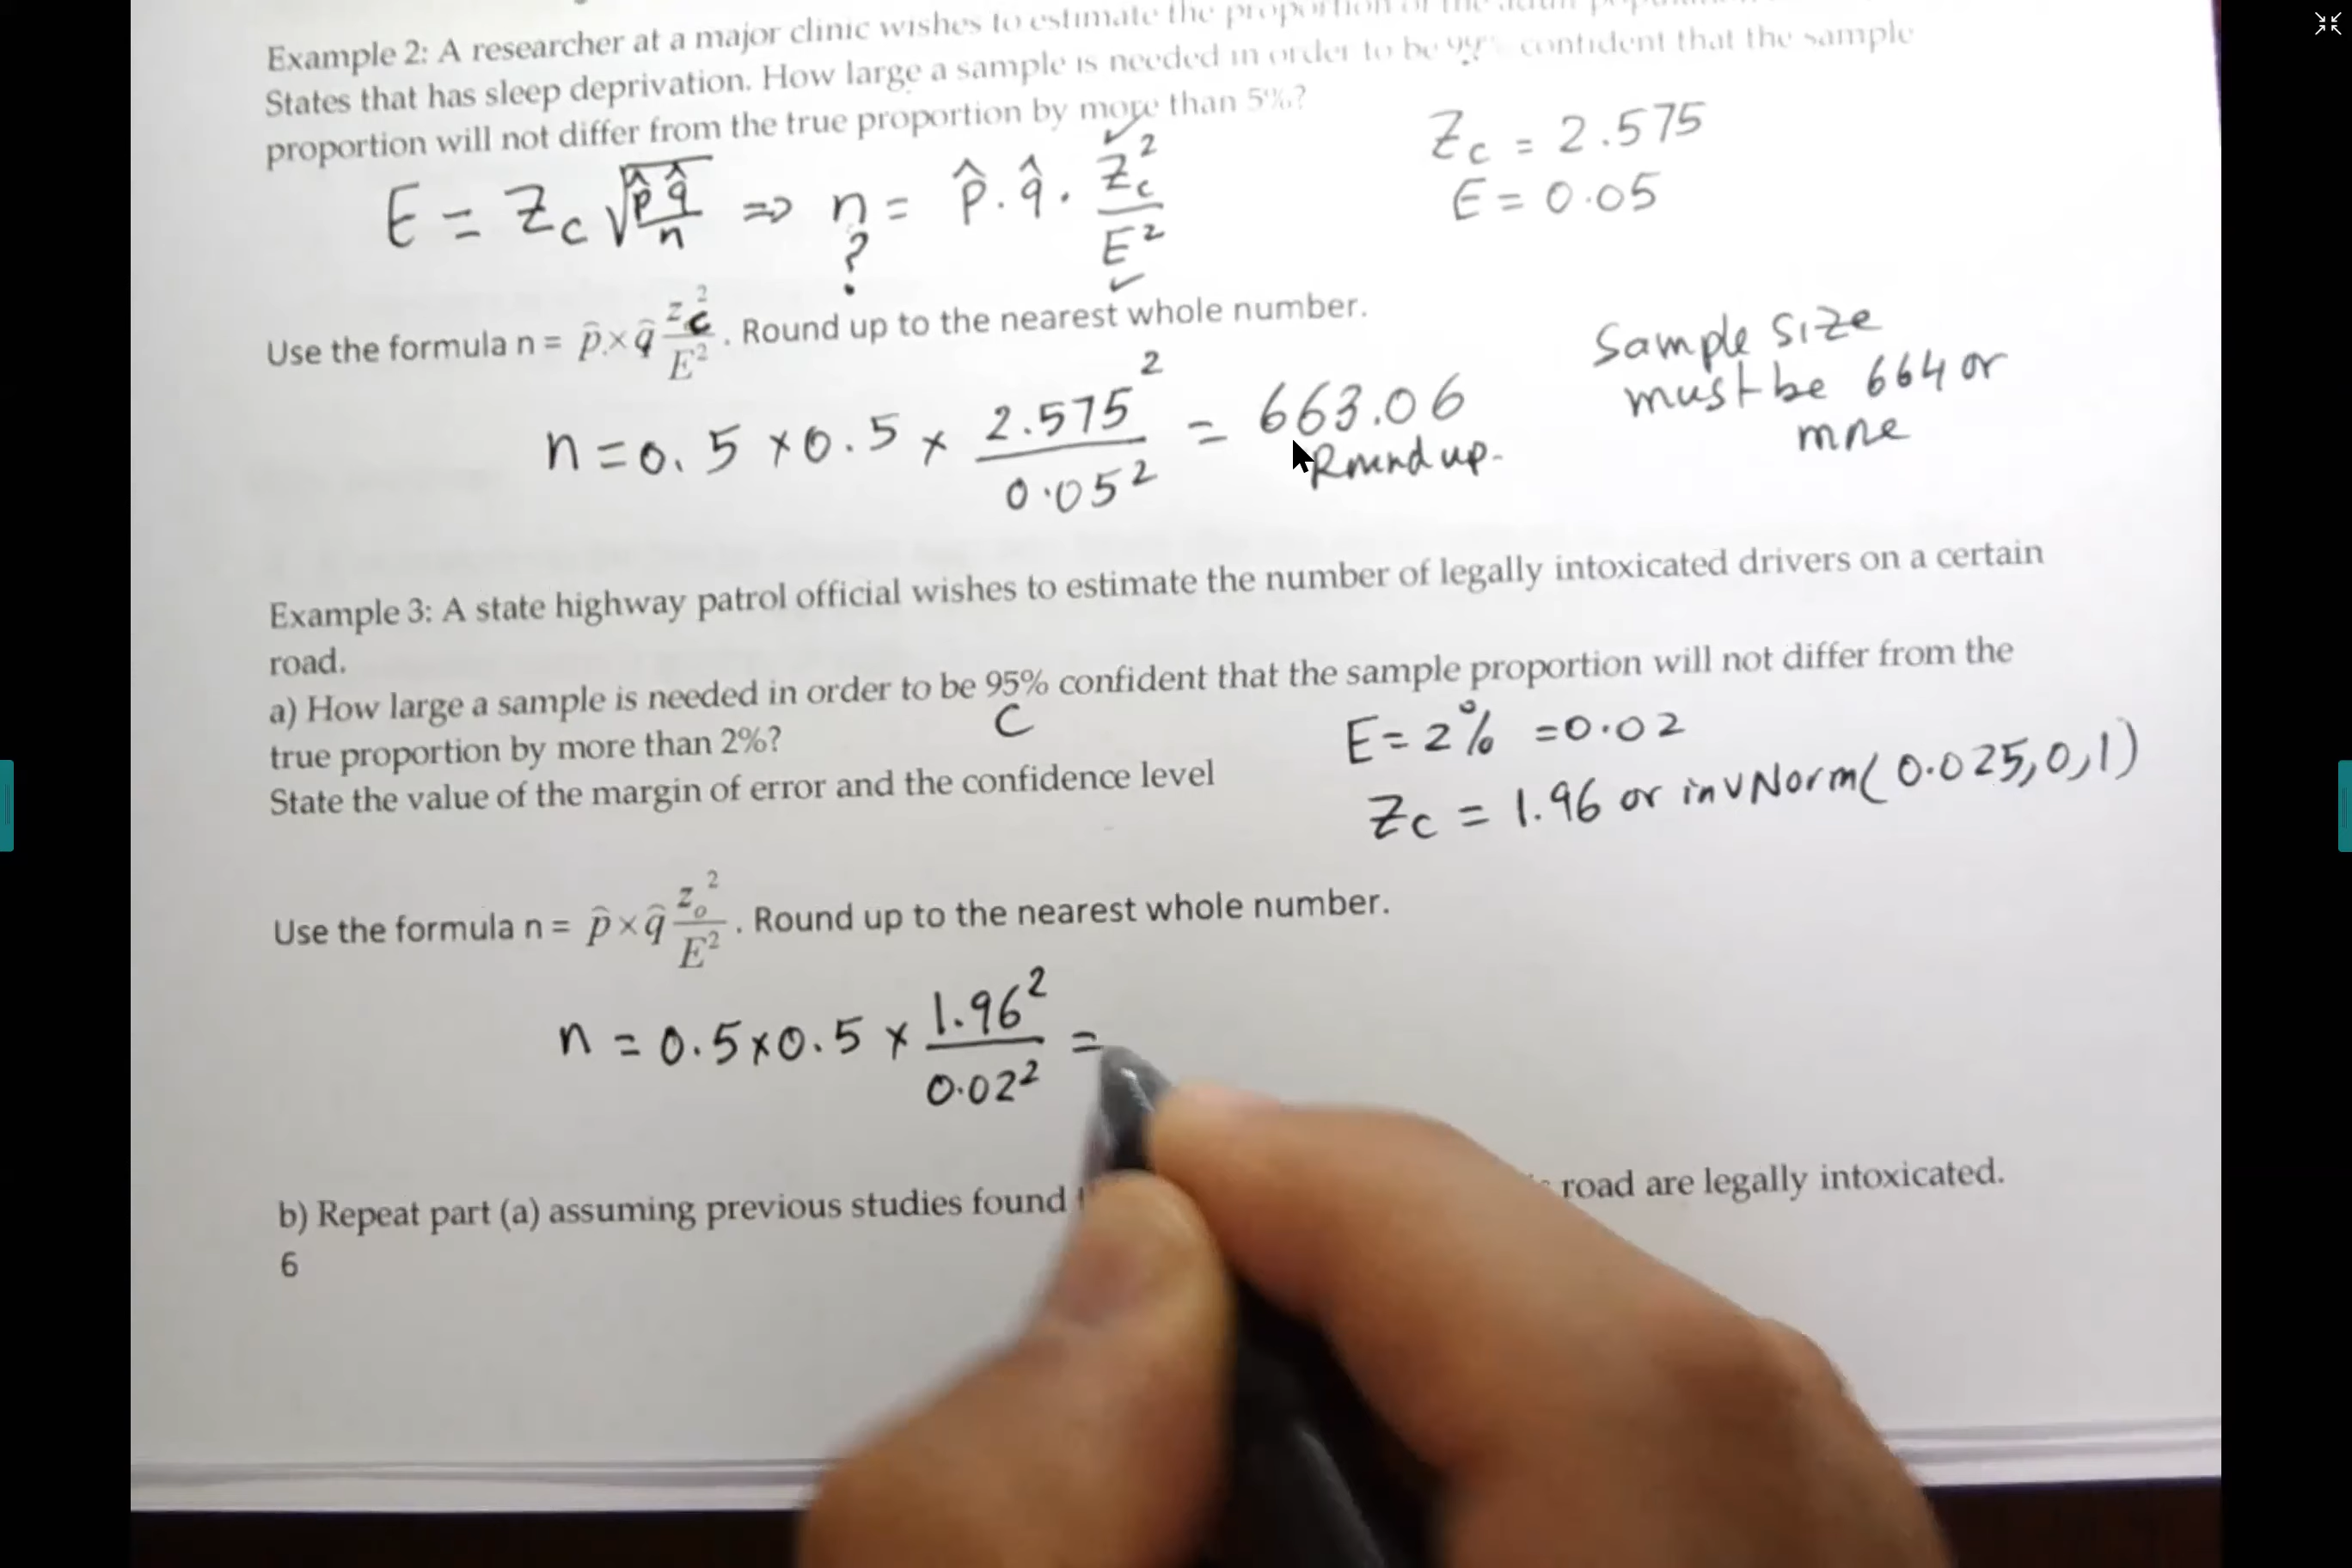 Example 2: A researcher at a major clinic wishes to estimate the proportion of the
States that has sleep deprivation. How large a sample is needed in order to be 99% confident that the sample
proportion will not differ from the true proportion by more than 5%?
Zc = 2.575
E = 0.05
E = Zc √(p̂ q̂ / n) ⇒ n = p̂ . q̂ . Zc² / E²
?
Use the formula n = p̂ × q̂ zc² / E² . Round up to the nearest whole number.
n = 0.5 × 0.5 × 2.575² / 0.05² = 663.06
Round up.
Sample size
must be 664 or
more
Example 3: A state highway patrol official wishes to estimate the number of legally intoxicated drivers on a certain
road.
a) How large a sample is needed in order to be 95% confident that the sample proportion will not differ from the
C
true proportion by more than 2%?
E = 2% = 0.02
State the value of the margin of error and the confidence level
Zc = 1.96 or invNorm(0.025,0,1)
Use the formula n = p̂ × q̂ z₀² / E² . Round up to the nearest whole number.
n = 0.5 × 0.5 × 1.96² / 0.02² =
b) Repeat part (a) assuming previous studies found road are legally intoxicated.
6